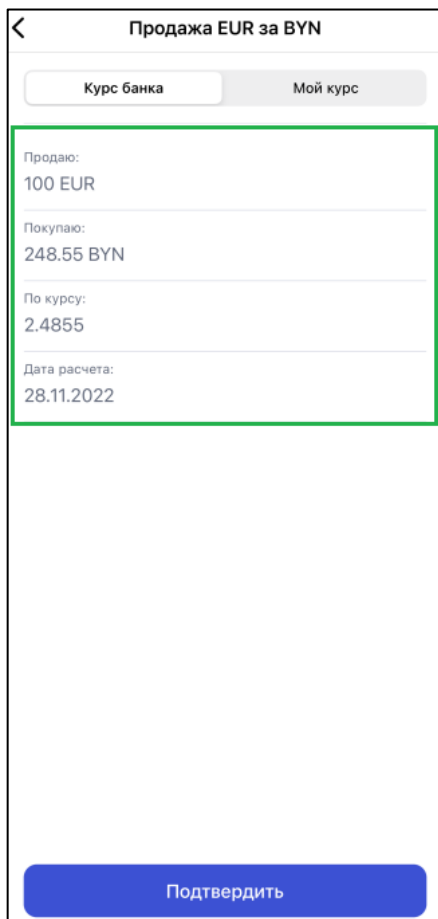 Продажа EUR за BYN
Курс банка
Мой курс
Продаю:
100 EUR
Покупаю:
248.55 BYN
По курсу:
2.4855
Дата расчета:
28.11.2022
Подтвердить